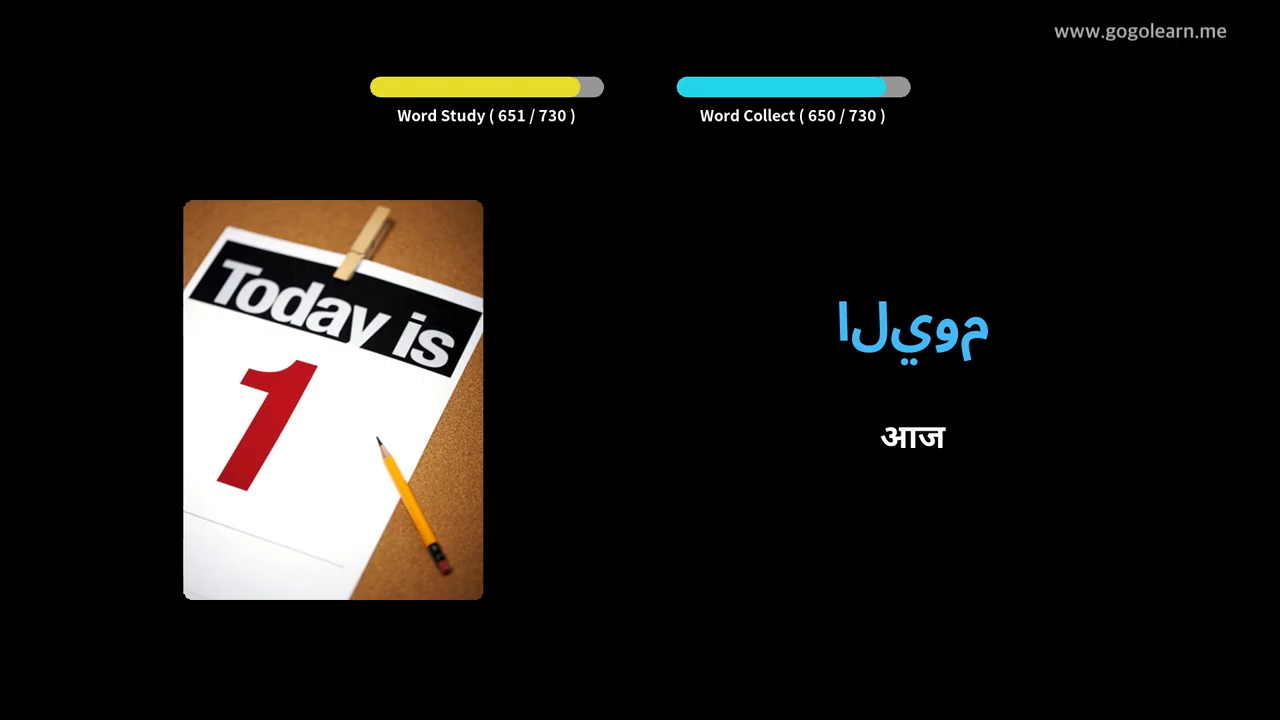 www.gogolearn.me
Word Study ( 651 / 730 )
Word Collect ( 650 / 730 )
Today is
1
اليوم
आज